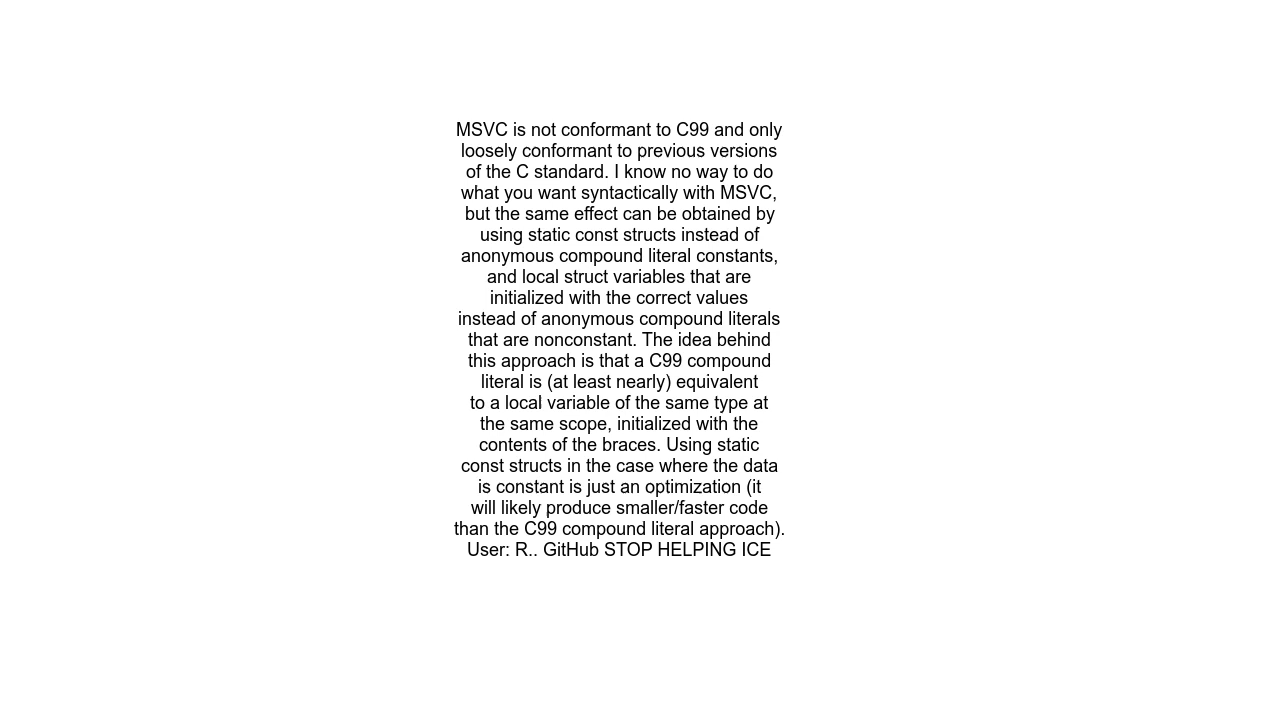 MSVC is not conformant to C99 and only
loosely conformant to previous versions
of the C standard. I know no way to do
what you want syntactically with MSVC,
but the same effect can be obtained by
using static const structs instead of
anonymous compound literal constants,
and local struct variables that are
initialized with the correct values
instead of anonymous compound literals
that are nonconstant. The idea behind
this approach is that a C99 compound
literal is (at least nearly) equivalent
to a local variable of the same type at
the same scope, initialized with the
contents of the braces. Using static
const structs in the case where the data
is constant is just an optimization (it
will likely produce smaller/faster code
than the C99 compound literal approach).
User: R.. GitHub STOP HELPING ICE